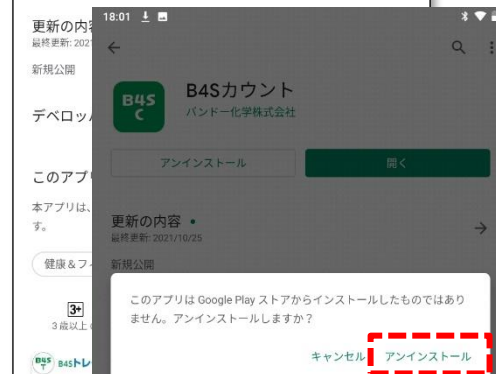 更新の内
最終更新: 202
新規公開
デベロッ
このアプ
本アプリは、
す。
健康&フ
3+
3 歳以上
B4S
T
B4Sトレ
18:01
B4S
C
B4Sカウント
バンドー化学株式会社
アンインストール
開く
更新の内容
最終更新: 2021/10/25
新規公開
このアプリは Google Play ストアからインストールしたものではあり
ません。アンインストールしますか?
キャンセル
アンインストール